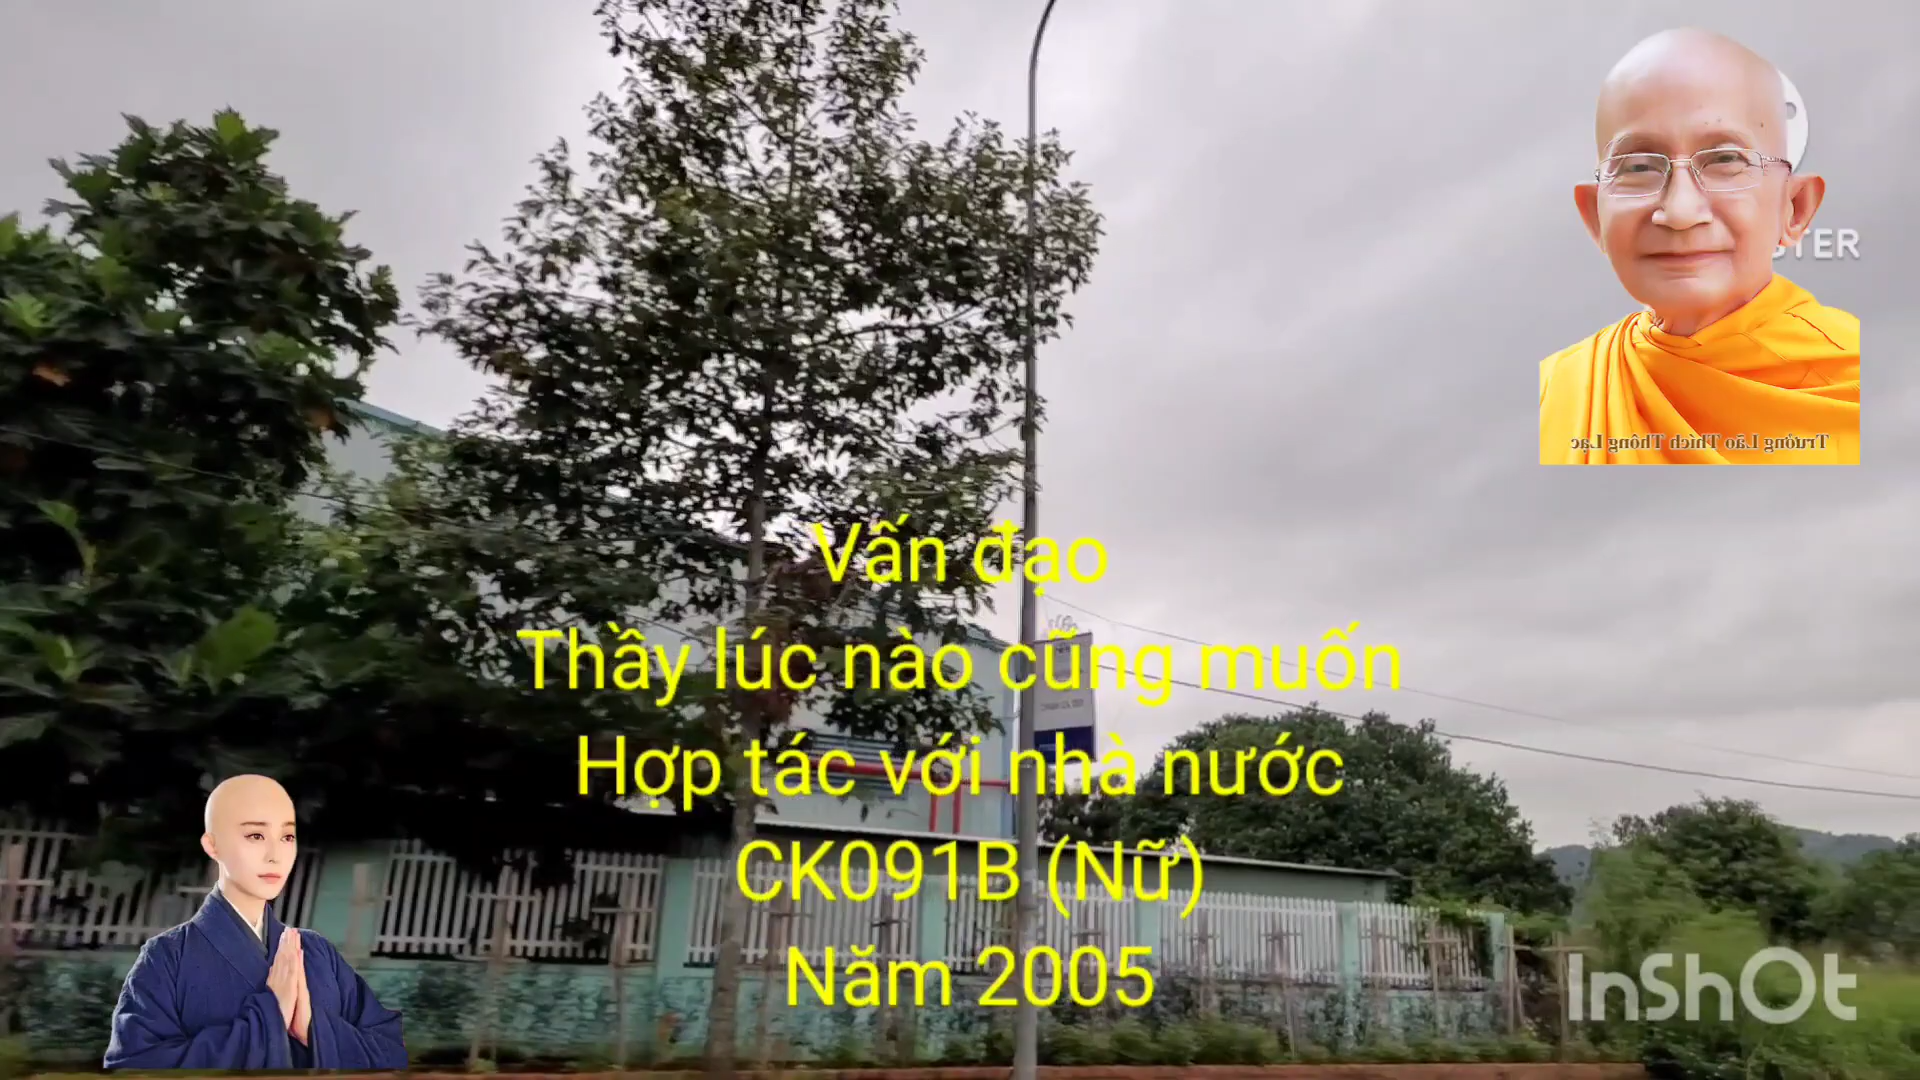 STER
Trưởng Lão Thích Thông Lạc
Vấn đạo
Thầy lúc nào cũng muốn
Hợp tác với nhà nước
CK091B (Nữ)
Năm 2005
InShOt